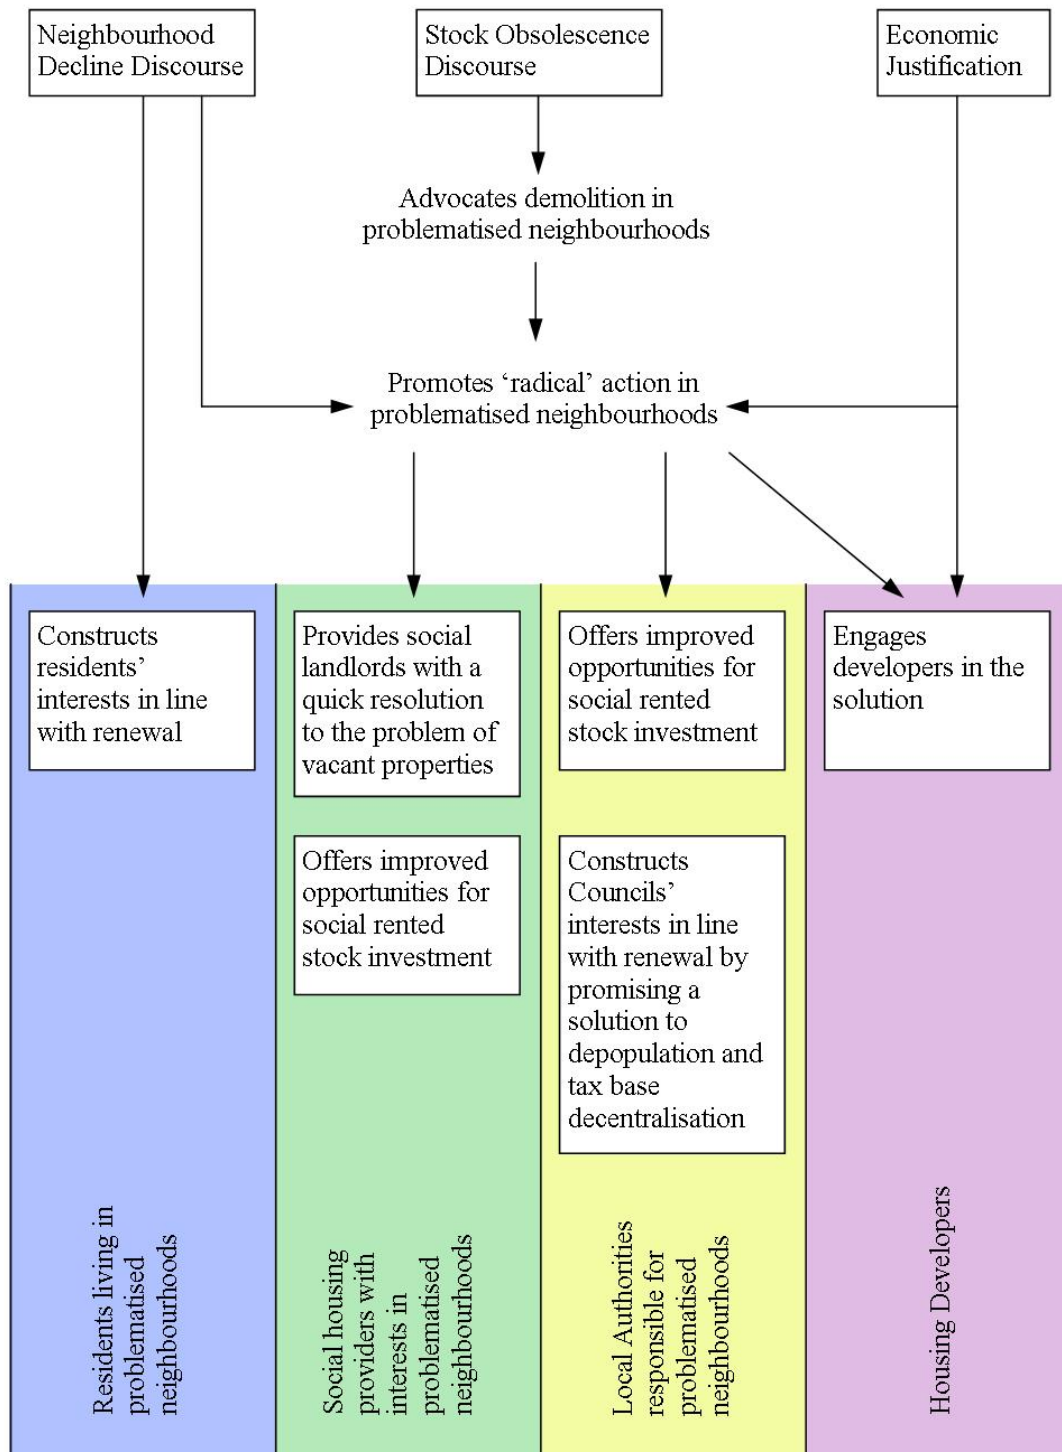 Neighbourhood
Decline Discourse
Stock Obsolescence
Discourse
Economic
Justification
Advocates demolition in
problematised neighbourhoods
Promotes ‘radical’ action in
problematised neighbourhoods
Constructs
residents’
interests in line
with renewal
Provides social
landlords with a
quick resolution
to the problem of
vacant properties
Offers improved
opportunities for
social rented
stock investment
Engages
developers in the
solution
Offers improved
opportunities for
social rented
stock investment
Constructs
Councils’
interests in line
with renewal by
promising a
solution to
depopulation and
tax base
decentralisation
Residents living in
problematised
neighbourhoods
Social housing
providers with
interests in
problematised
neighbourhoods
Local Authorities
responsible for
problematised
neighbourhoods
Housing Developers